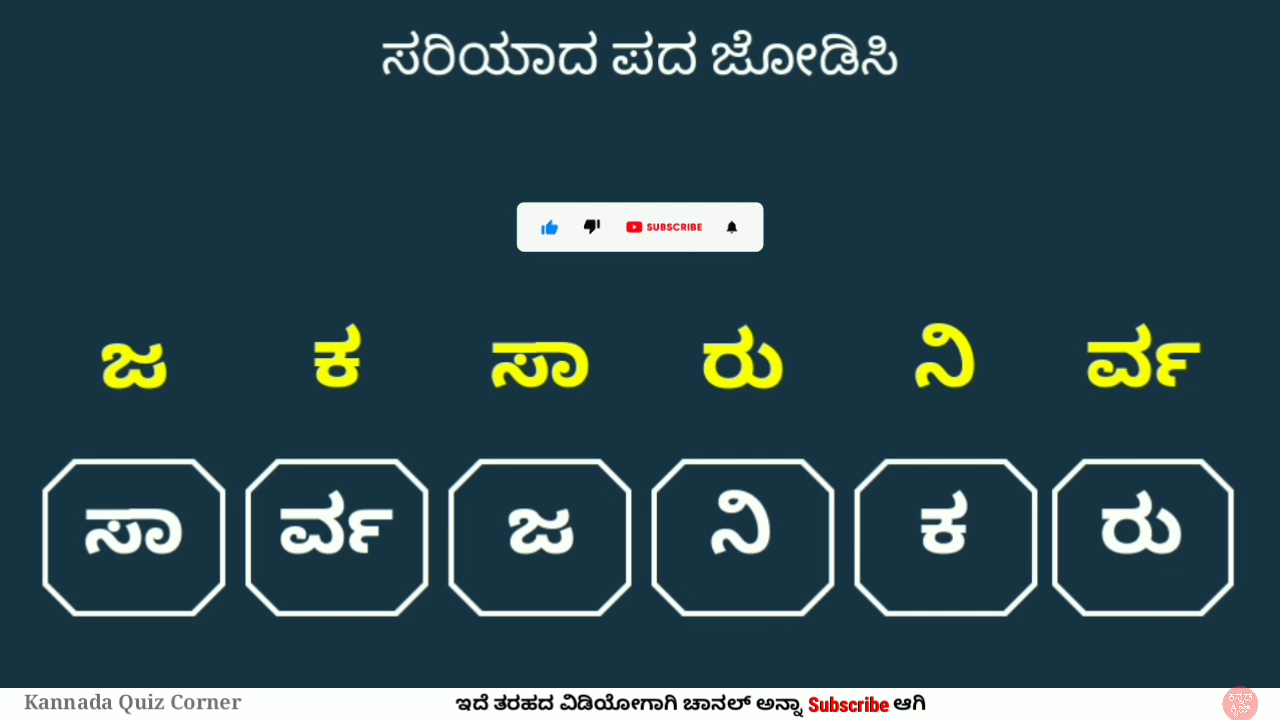 ಸರಿಯಾದ ಪದ ಜೋಡಿಸಿ
SUBSCRIBE
ಜ ಕ ಸಾ ರು ನಿ ರ್ವ
ಸಾ ರ್ವ ಜ ನಿ ಕ ರು
Kannada Quiz Corner
ಇದೆ ತರಹದ ವಿಡಿಯೋಗಾಗಿ ಚಾನಲ್ ಅನ್ನಾ Subscribe ಆಗಿ